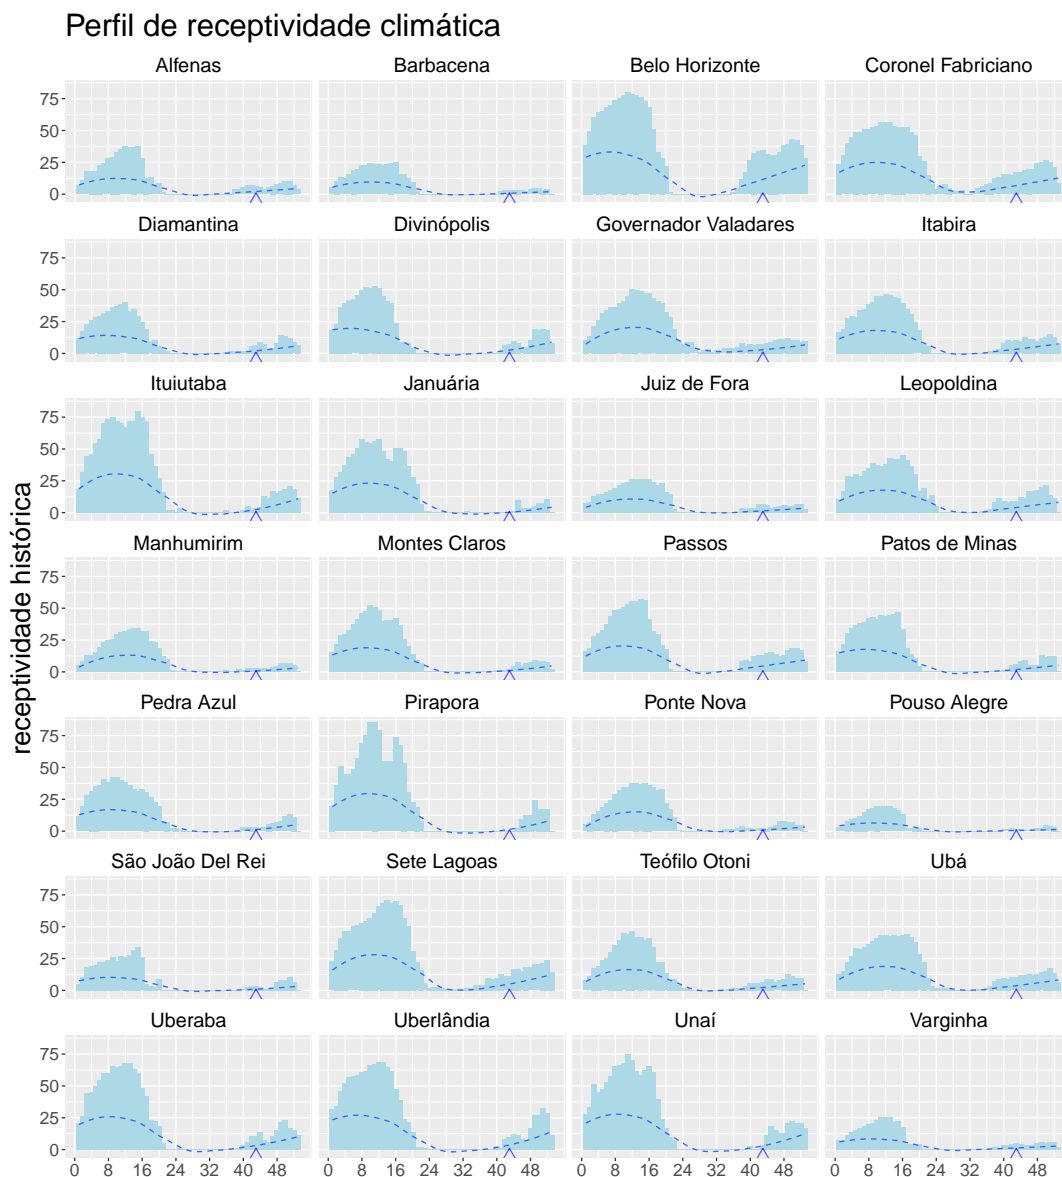 Perfil de receptividade climática
Alfenas Barbacena Belo Horizonte Coronel Fabriciano
75
50
25
0
Diamantina Divinópolis Governador Valadares Itabira
75
50
25
0
Ituiutaba Januária Juiz de Fora Leopoldina
75
50
25
0
receptividade histórica
Manhumirim Montes Claros Passos Patos de Minas
75
50
25
0
Pedra Azul Pirapora Ponte Nova Pouso Alegre
75
50
25
0
São João Del Rei Sete Lagoas Teófilo Otoni Ubá
75
50
25
0
Uberaba Uberlândia Unaí Varginha
75
50
25
0
0 8 16 24 32 40 48 0 8 16 24 32 40 48 0 8 16 24 32 40 48 0 8 16 24 32 40 48